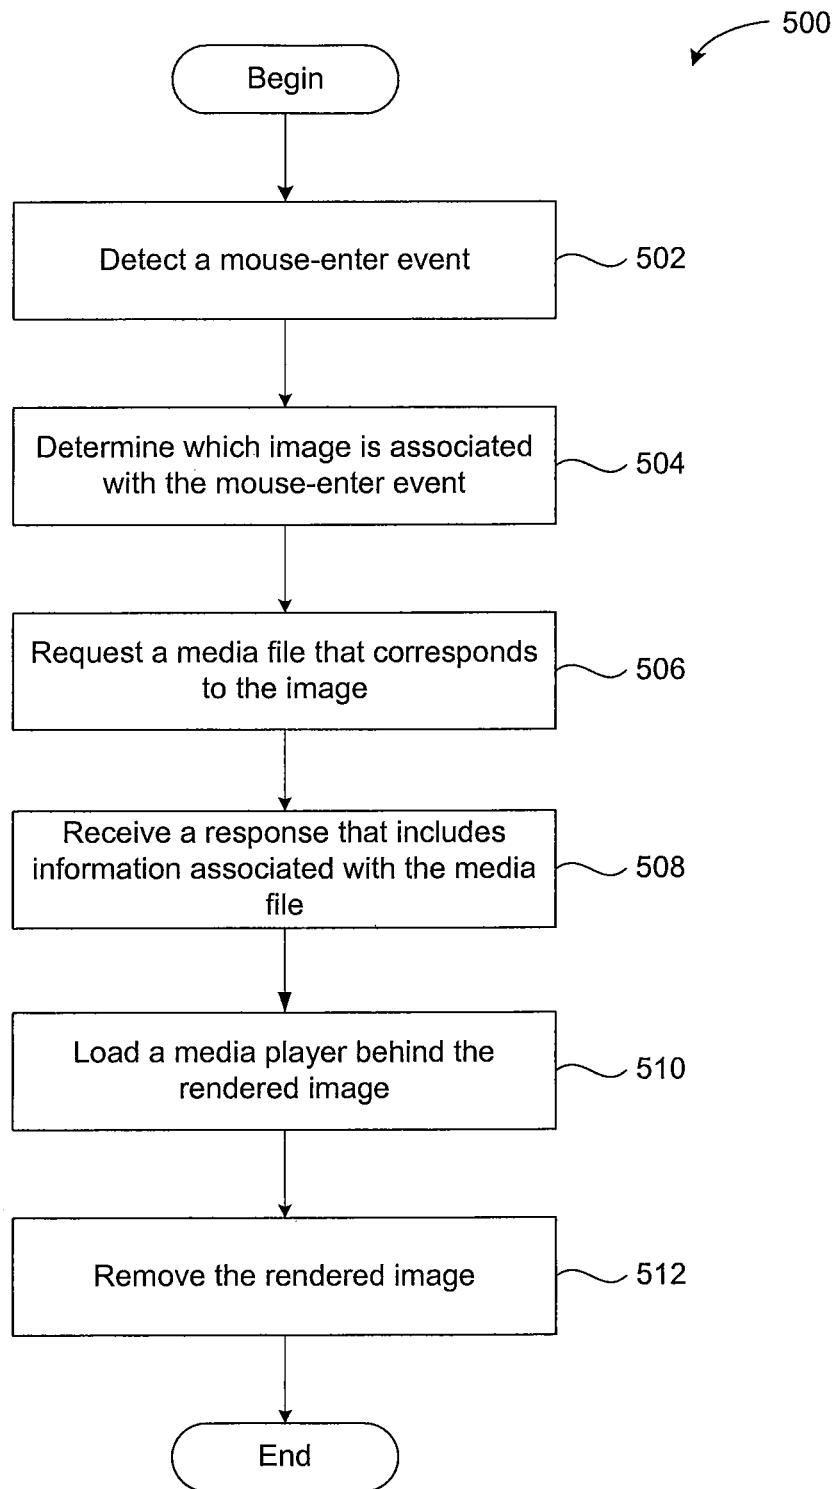 500
Begin
Detect a mouse-enter event
502
Determine which image is associated
with the mouse-enter event
504
Request a media file that corresponds
to the image
506
Receive a response that includes
information associated with the media
file
508
Load a media player behind the
rendered image
510
Remove the rendered image
512
End